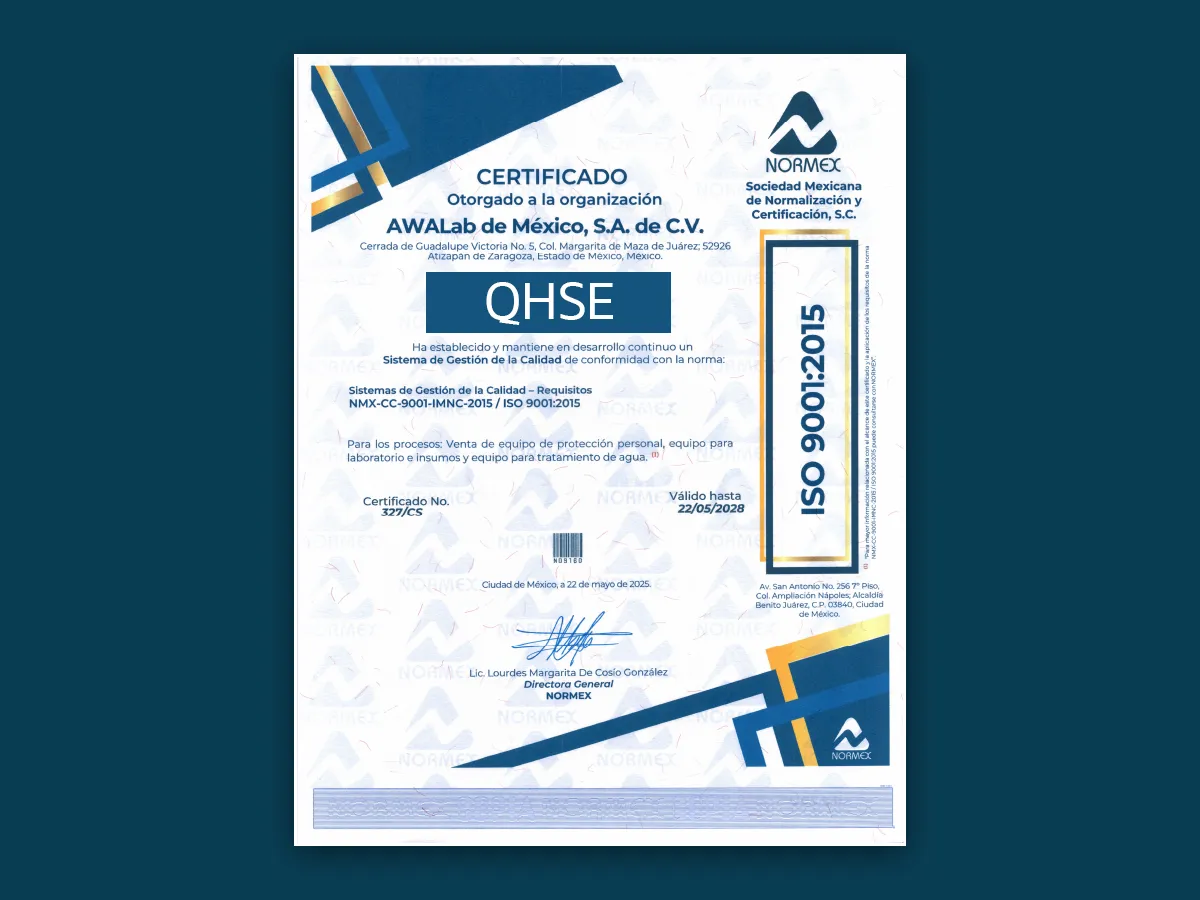 CERTIFICADO
Otorgado a la organización
AWALab de México, S.A. de C.V.
Cerrada de Guadalupe Victoria No. 5, Col. Margarita de Maza de Juárez; 52926
Atizapán de Zaragoza, Estado de México, México.
QHSE
Ha establecido y mantiene en desarrollo continuo un
Sistema de Gestión de la Calidad de conformidad con la norma:
Sistemas de Gestión de la Calidad – Requisitos
NMX-CC-9001-IMNC-2015 / ISO 9001:2015
Para los procesos: Venta de equipo de protección personal, equipo para
laboratorio e insumos y equipo para tratamiento de agua. (1)
Certificado No.
327/CS
Válido hasta
22/05/2028
N09160
Ciudad de México, a 22 de mayo de 2025.
Lic. Lourdes Margarita De Cosío González
Directora General
NORMEX
NORMEX
Sociedad Mexicana
de Normalización y
Certificación, S.C.
ISO 9001:2015
(1) "Para mayor información relacionada con el alcance de este certificado y la aplicación de los requisitos de la norma
NMX-CC-9001-IMNC-2015 / ISO 9001:2015 puede consultarse con NORMEX".
Av. San Antonio No. 256 7° Piso,
Col. Ampliación Nápoles; Alcaldía
Benito Juárez, C.P. 03840, Ciudad
de México.
NORMEX